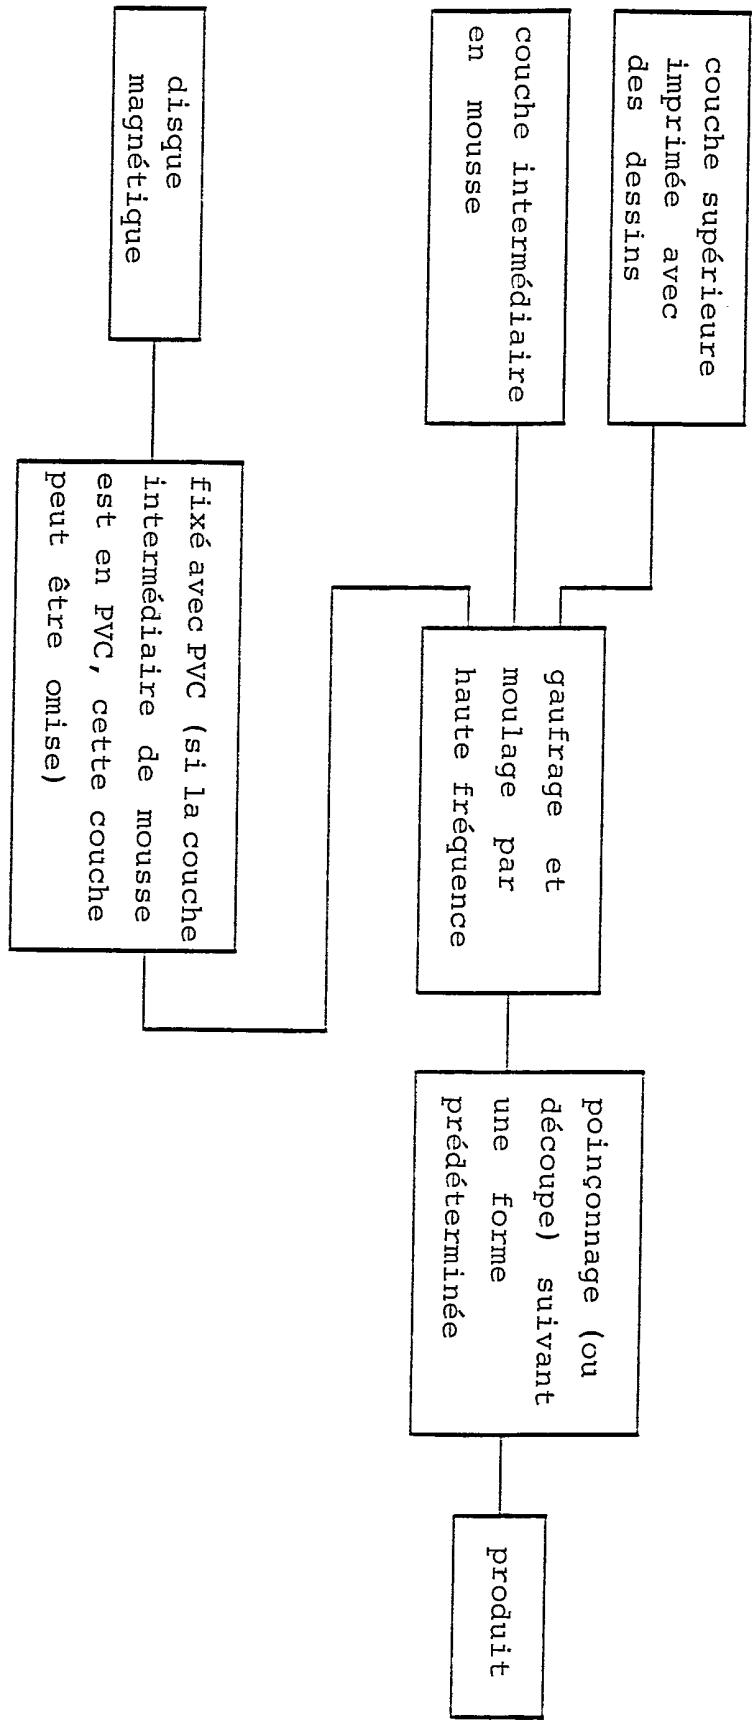 couche supérieure
imprimée avec
des dessins
couche intermédiaire
en mousse
disque
magnétique
fixé avec PVC (si la couche
intermédiaire de mousse
est en PVC, cette couche
peut être omise)
gaufrage et
moulage par
haute fréquence
poinçonnage (ou
découpe) suivant
une forme
prédéterminée
produit